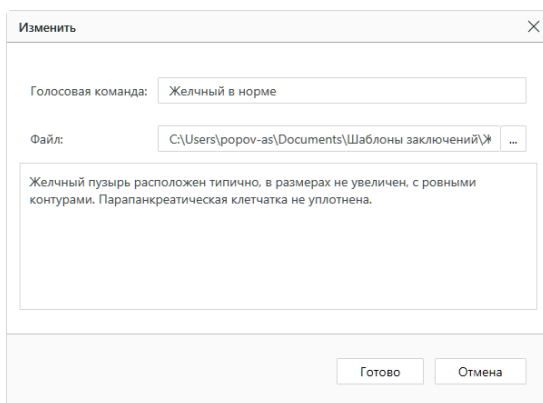 Изменить
Голосовая команда: Желчный в норме
Файл: C:\Users\popov-as\Documents\Шаблоны заключений\Ж ...
Желчный пузырь расположен типично, в размерах не увеличен, с ровными
контурами. Парапанкреатическая клетчатка не уплотнена.
Готово Отмена